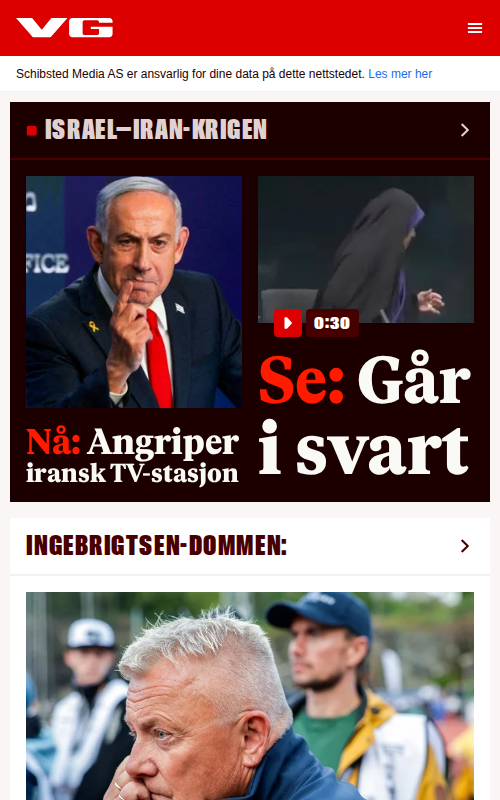 VG
Schibsted Media AS er ansvarlig for dine data på dette nettstedet. Les mer her
ISRAEL–IRAN-KRIGEN
FICE
0:30
Nå: Angriper
iransk TV-stasjon
Se: Går
i svart
INGEBRIGTSEN-DOMMEN: